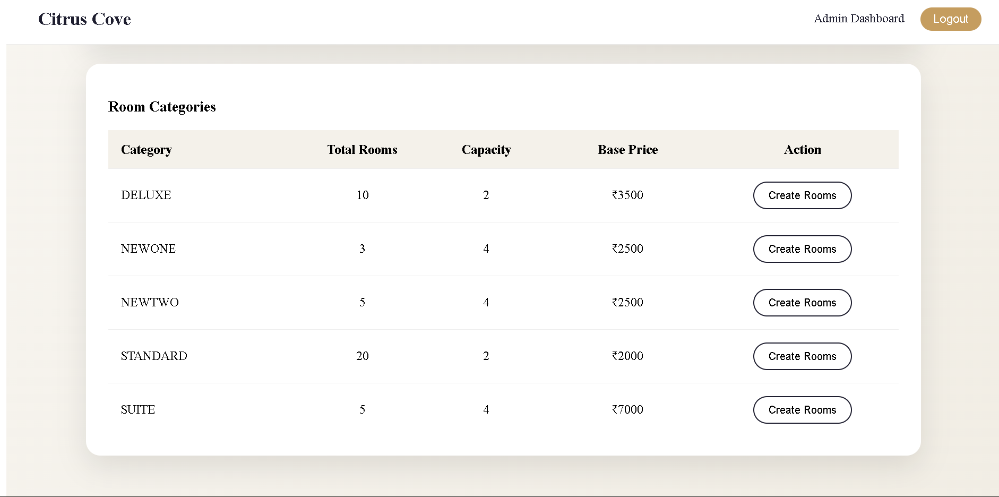 Citrus Cove Admin Dashboard Logout
Room Categories
Category Total Rooms Capacity Base Price Action
DELUXE 10 2 ₹3500 Create Rooms
NEWONE 3 4 ₹2500 Create Rooms
NEWTWO 5 4 ₹2500 Create Rooms
STANDARD 20 2 ₹2000 Create Rooms
SUITE 5 4 ₹7000 Create Rooms